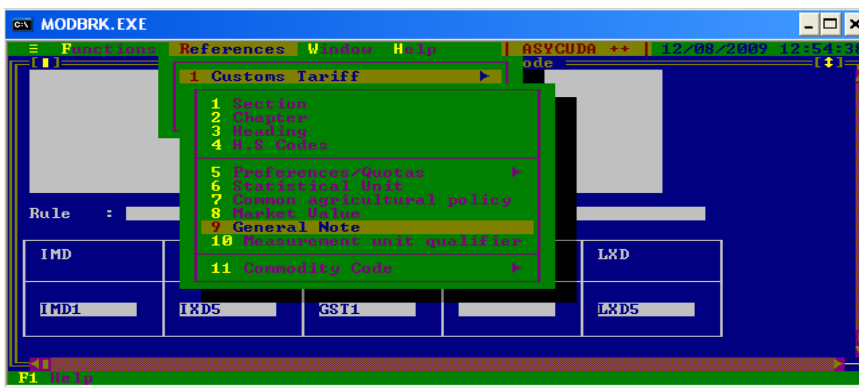 MODBRK.EXE
≡ Functions References Window Help ASYCUDA ++ 12/08/2009 12:54:38
ode
1 Customs Tariff
1 Section
2 Chapter
3 Heading
4 H.S Codes
5 Preferences/Quotas
6 Statistical Unit
7 Common agricultural policy
8 Market Value
Rule :
9 General Note
10 Measurement unit qualifier
IMD LXD
11 Commodity Code
IMD1 IXD5 GST1 LXD5
F1 Help